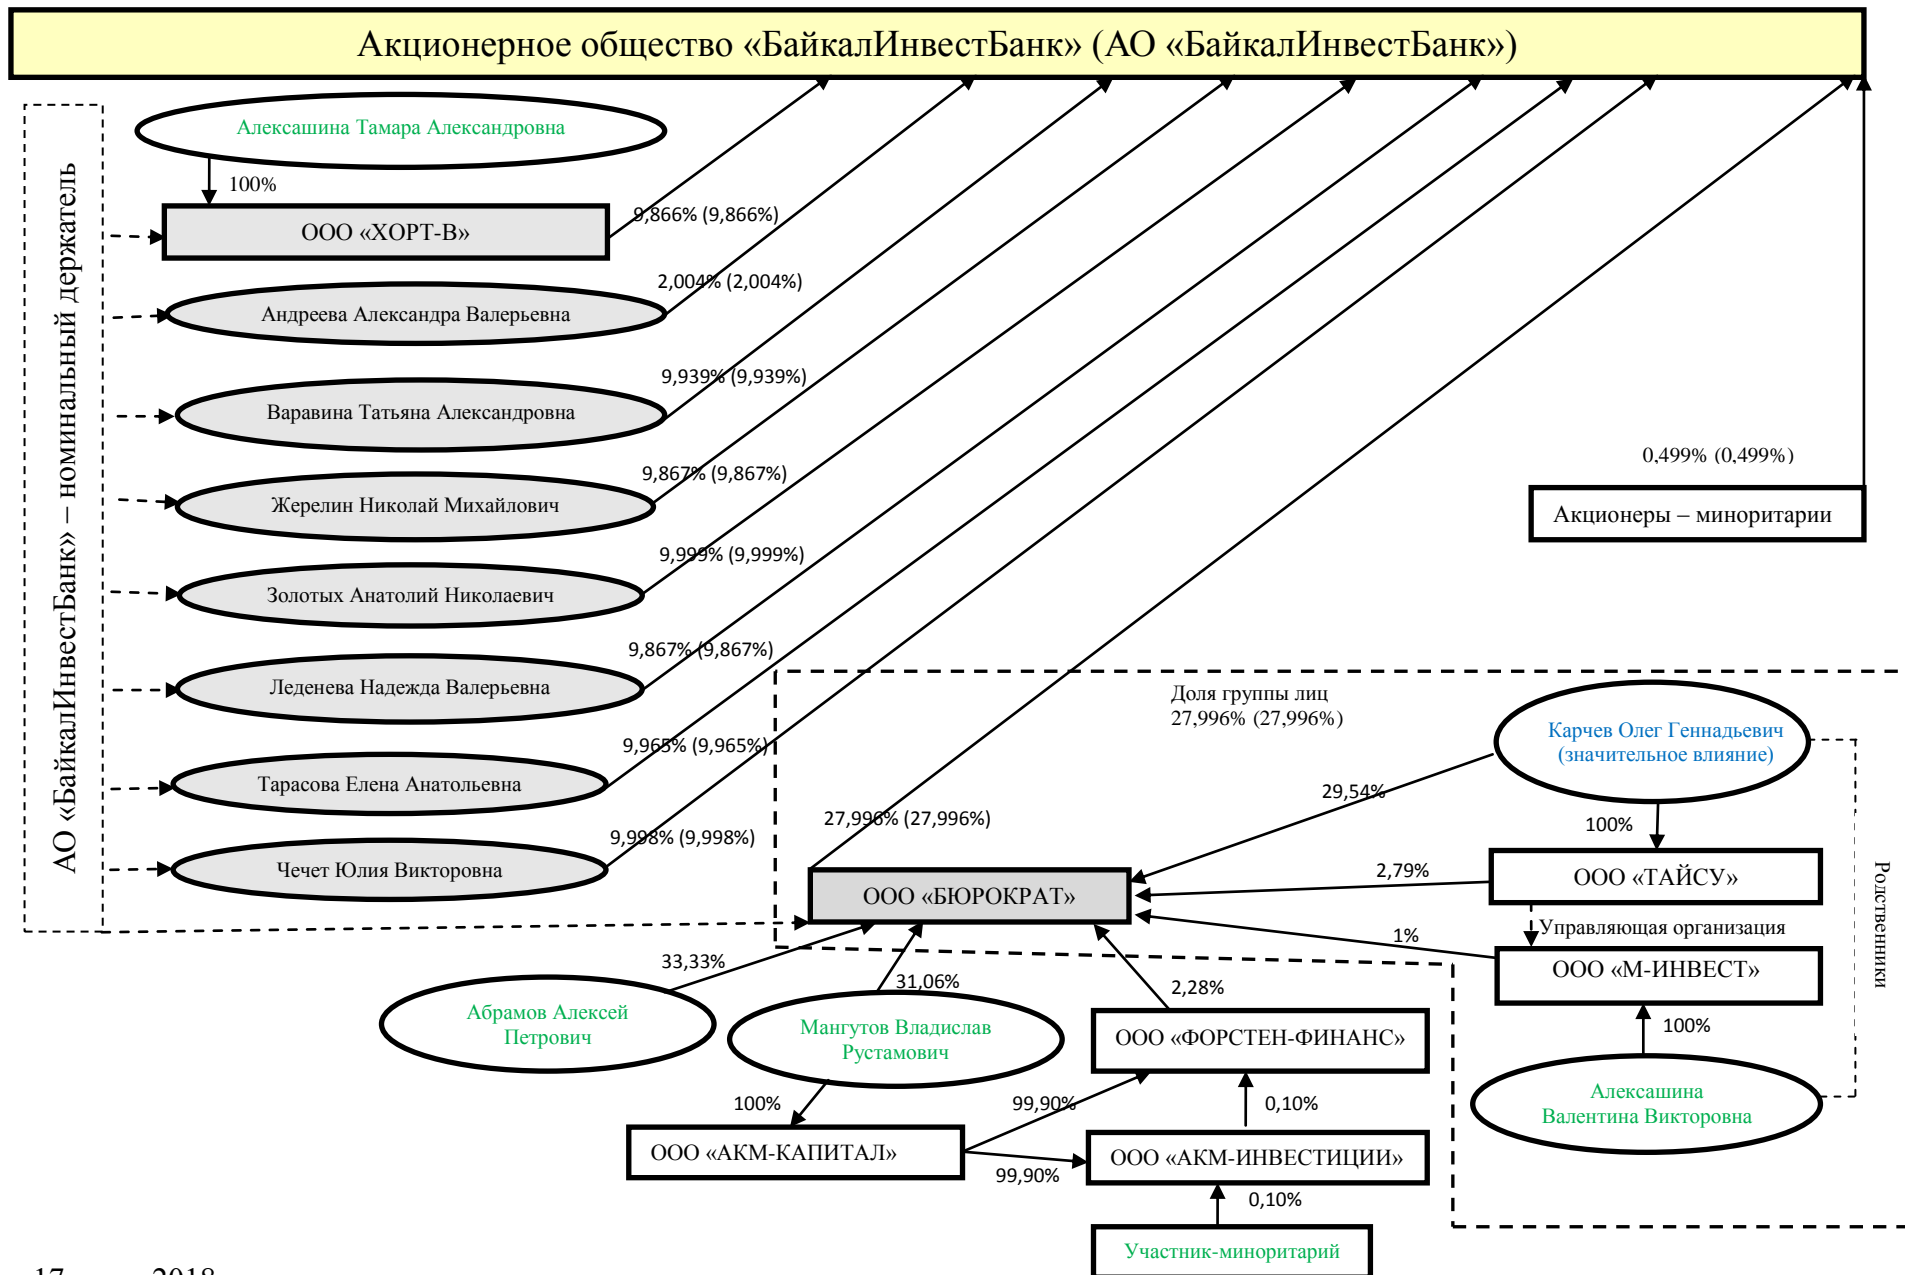 Акционерное общество «БайкалИнвестБанк» (АО «БайкалИнвестБанк»)
АО «БайкалИнвестБанк» – номинальный держатель
Алексашина Тамара Александровна
100%
ООО «ХОРТ-В»
9,866% (9,866%)
Андреева Александра Валерьевна
2,004% (2,004%)
Варавина Татьяна Александровна
9,939% (9,939%)
Жерелин Николай Михайлович
9,867% (9,867%)
Золотых Анатолий Николаевич
9,999% (9,999%)
Леденева Надежда Валерьевна
9,867% (9,867%)
Тарасова Елена Анатольевна
9,965% (9,965%)
Чечет Юлия Викторовна
9,998% (9,998%)
0,499% (0,499%)
Акционеры – миноритарии
Доля группы лиц
27,996% (27,996%)
Карчев Олег Геннадьевич
(значительное влияние)
29,54%
100%
27,996% (27,996%)
ООО «БЮРОКРАТ»
2,79%
ООО «ТАЙСУ»
Управляющая организация
1%
ООО «М-ИНВЕСТ»
Родственники
100%
Алексашина
Валентина Викторовна
33,33%
31,06%
2,28%
Абрамов Алексей
Петрович
Мангутов Владислав
Рустамович
ООО «ФОРСТЕН-ФИНАНС»
100%
99,90%
0,10%
ООО «АКМ-КАПИТАЛ»
99,90%
ООО «АКМ-ИНВЕСТИЦИИ»
0,10%
Участник-миноритарий
17 2018